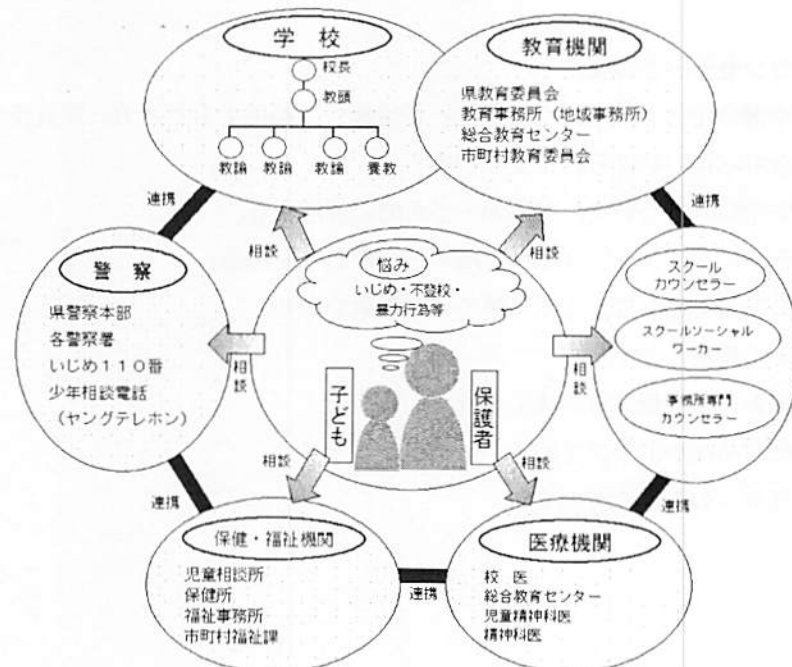 学 校
校長
教頭
教諭 教諭 教諭 養教
教育機関
県教育委員会
教育事務所（地域事務所）
総合教育センター
市町村教育委員会
連携
連携
相談
相談
警 察
県警察本部
各警察署
いじめ１１０番
少年相談電話
（ヤングテレホン）
悩み
いじめ・不登校・
暴力行為等
子ども
保護者
相談
相談
スクール
カウンセラー
スクールソーシャル
ワーカー
事務所専門
カウンセラー
相談
相談
連携
連携
保健・福祉機関
児童相談所
保健所
福祉事務所
市町村福祉課
連携
医療機関
校 医
総合教育センター
児童精神科医
精神科医